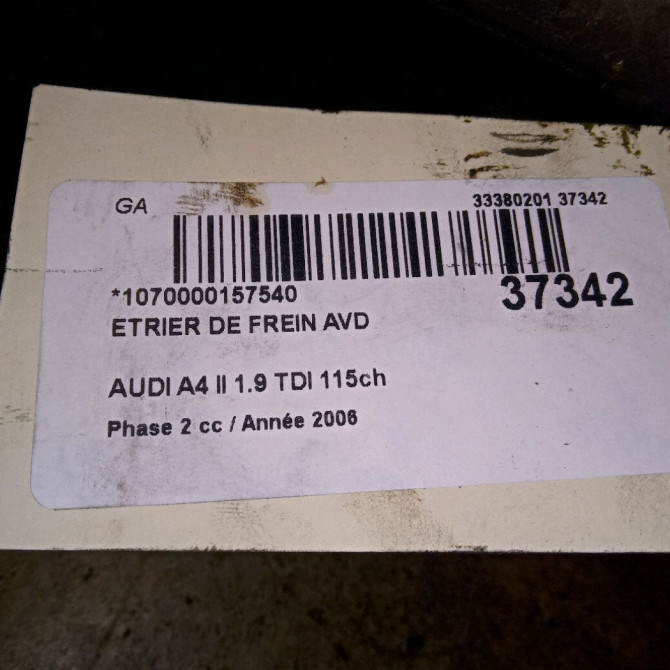 GA 33380201 37342
*1070000157540 37342
ETRIER DE FREIN AVD
AUDI A4 II 1.9 TDI 115ch
Phase 2 cc / Année 2006